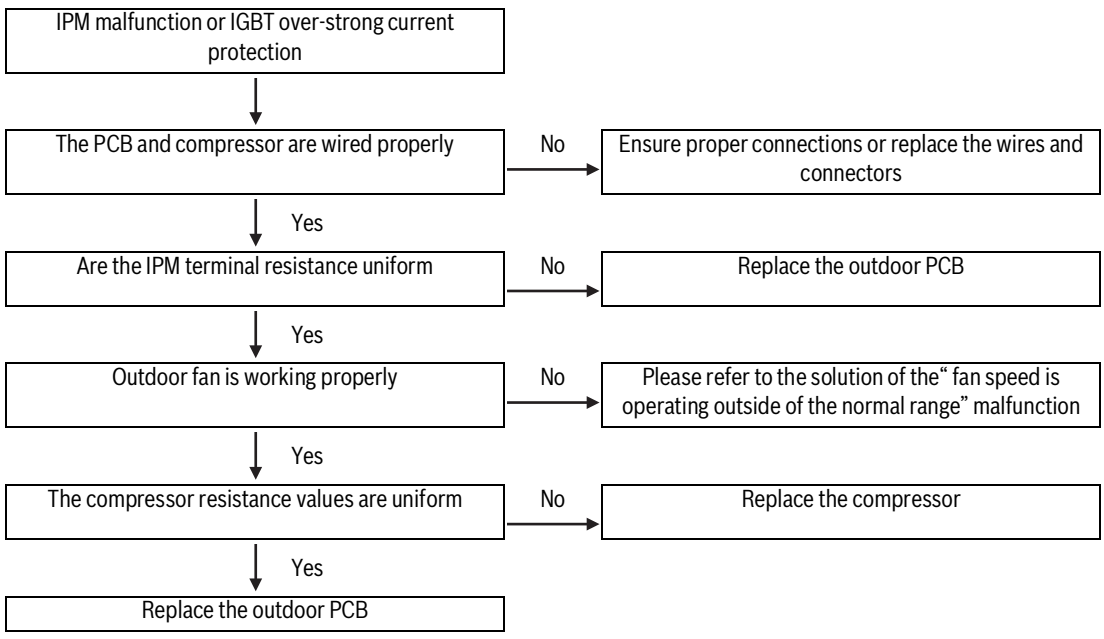 IPM malfunction or IGBT over-strong current
protection
The PCB and compressor are wired properly
No
Ensure proper connections or replace the wires and
connectors
Yes
Are the IPM terminal resistance uniform
No
Replace the outdoor PCB
Yes
Outdoor fan is working properly
No
Please refer to the solution of the“ fan speed is
operating outside of the normal range” malfunction
Yes
The compressor resistance values are uniform
No
Replace the compressor
Yes
Replace the outdoor PCB